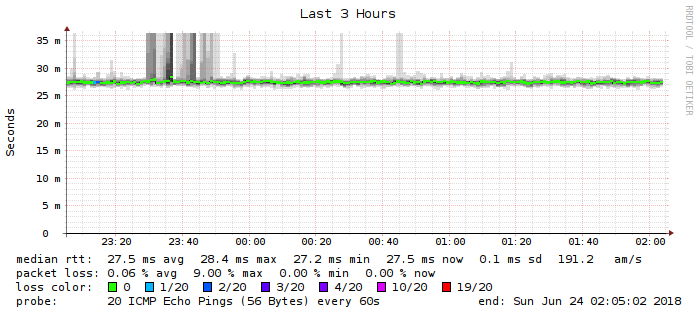 Last 3 Hours
RRDTOOL / TOBI OETIKER
Seconds
35 m
30 m
25 m
20 m
15 m
10 m
5 m
0
23:20 23:40 00:00 00:20 00:40 01:00 01:20 01:40 02:00
median rtt: 27.5 ms avg 28.4 ms max 27.2 ms min 27.5 ms now 0.1 ms sd 191.2 am/s
packet loss: 0.06 % avg 9.00 % max 0.00 % min 0.00 % now
loss color: 0 1/20 2/20 3/20 4/20 10/20 19/20
probe: 20 ICMP Echo Pings (56 Bytes) every 60s end: Sun Jun 24 02:05:02 2018